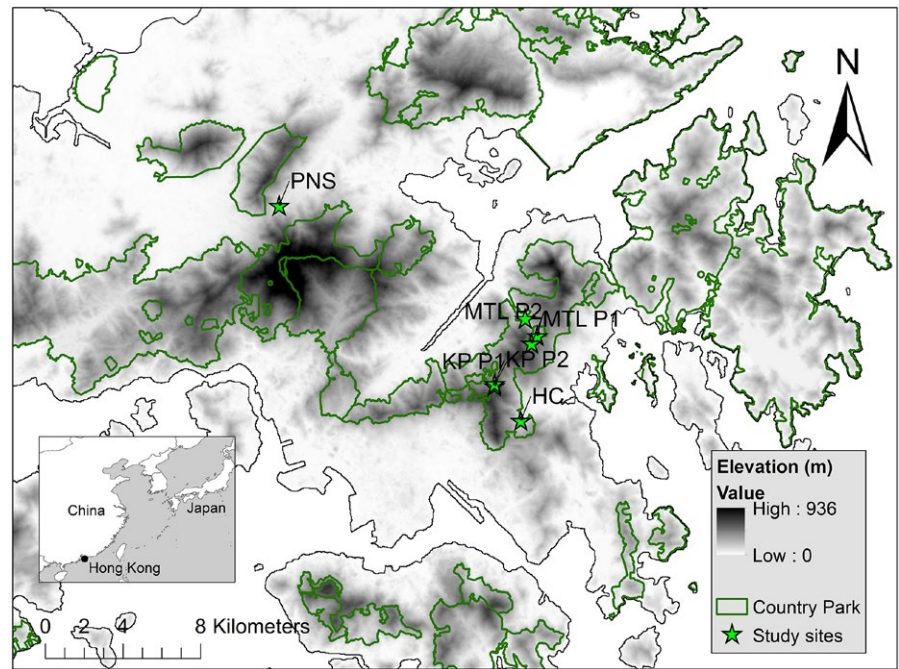 N
PNS
MTL P2
MTL P1
KP P1
KP P2
HC
China
Japan
Hong Kong
0 2 4 8 Kilometers
Elevation (m)
Value
High : 936
Low : 0
Country Park
Study sites